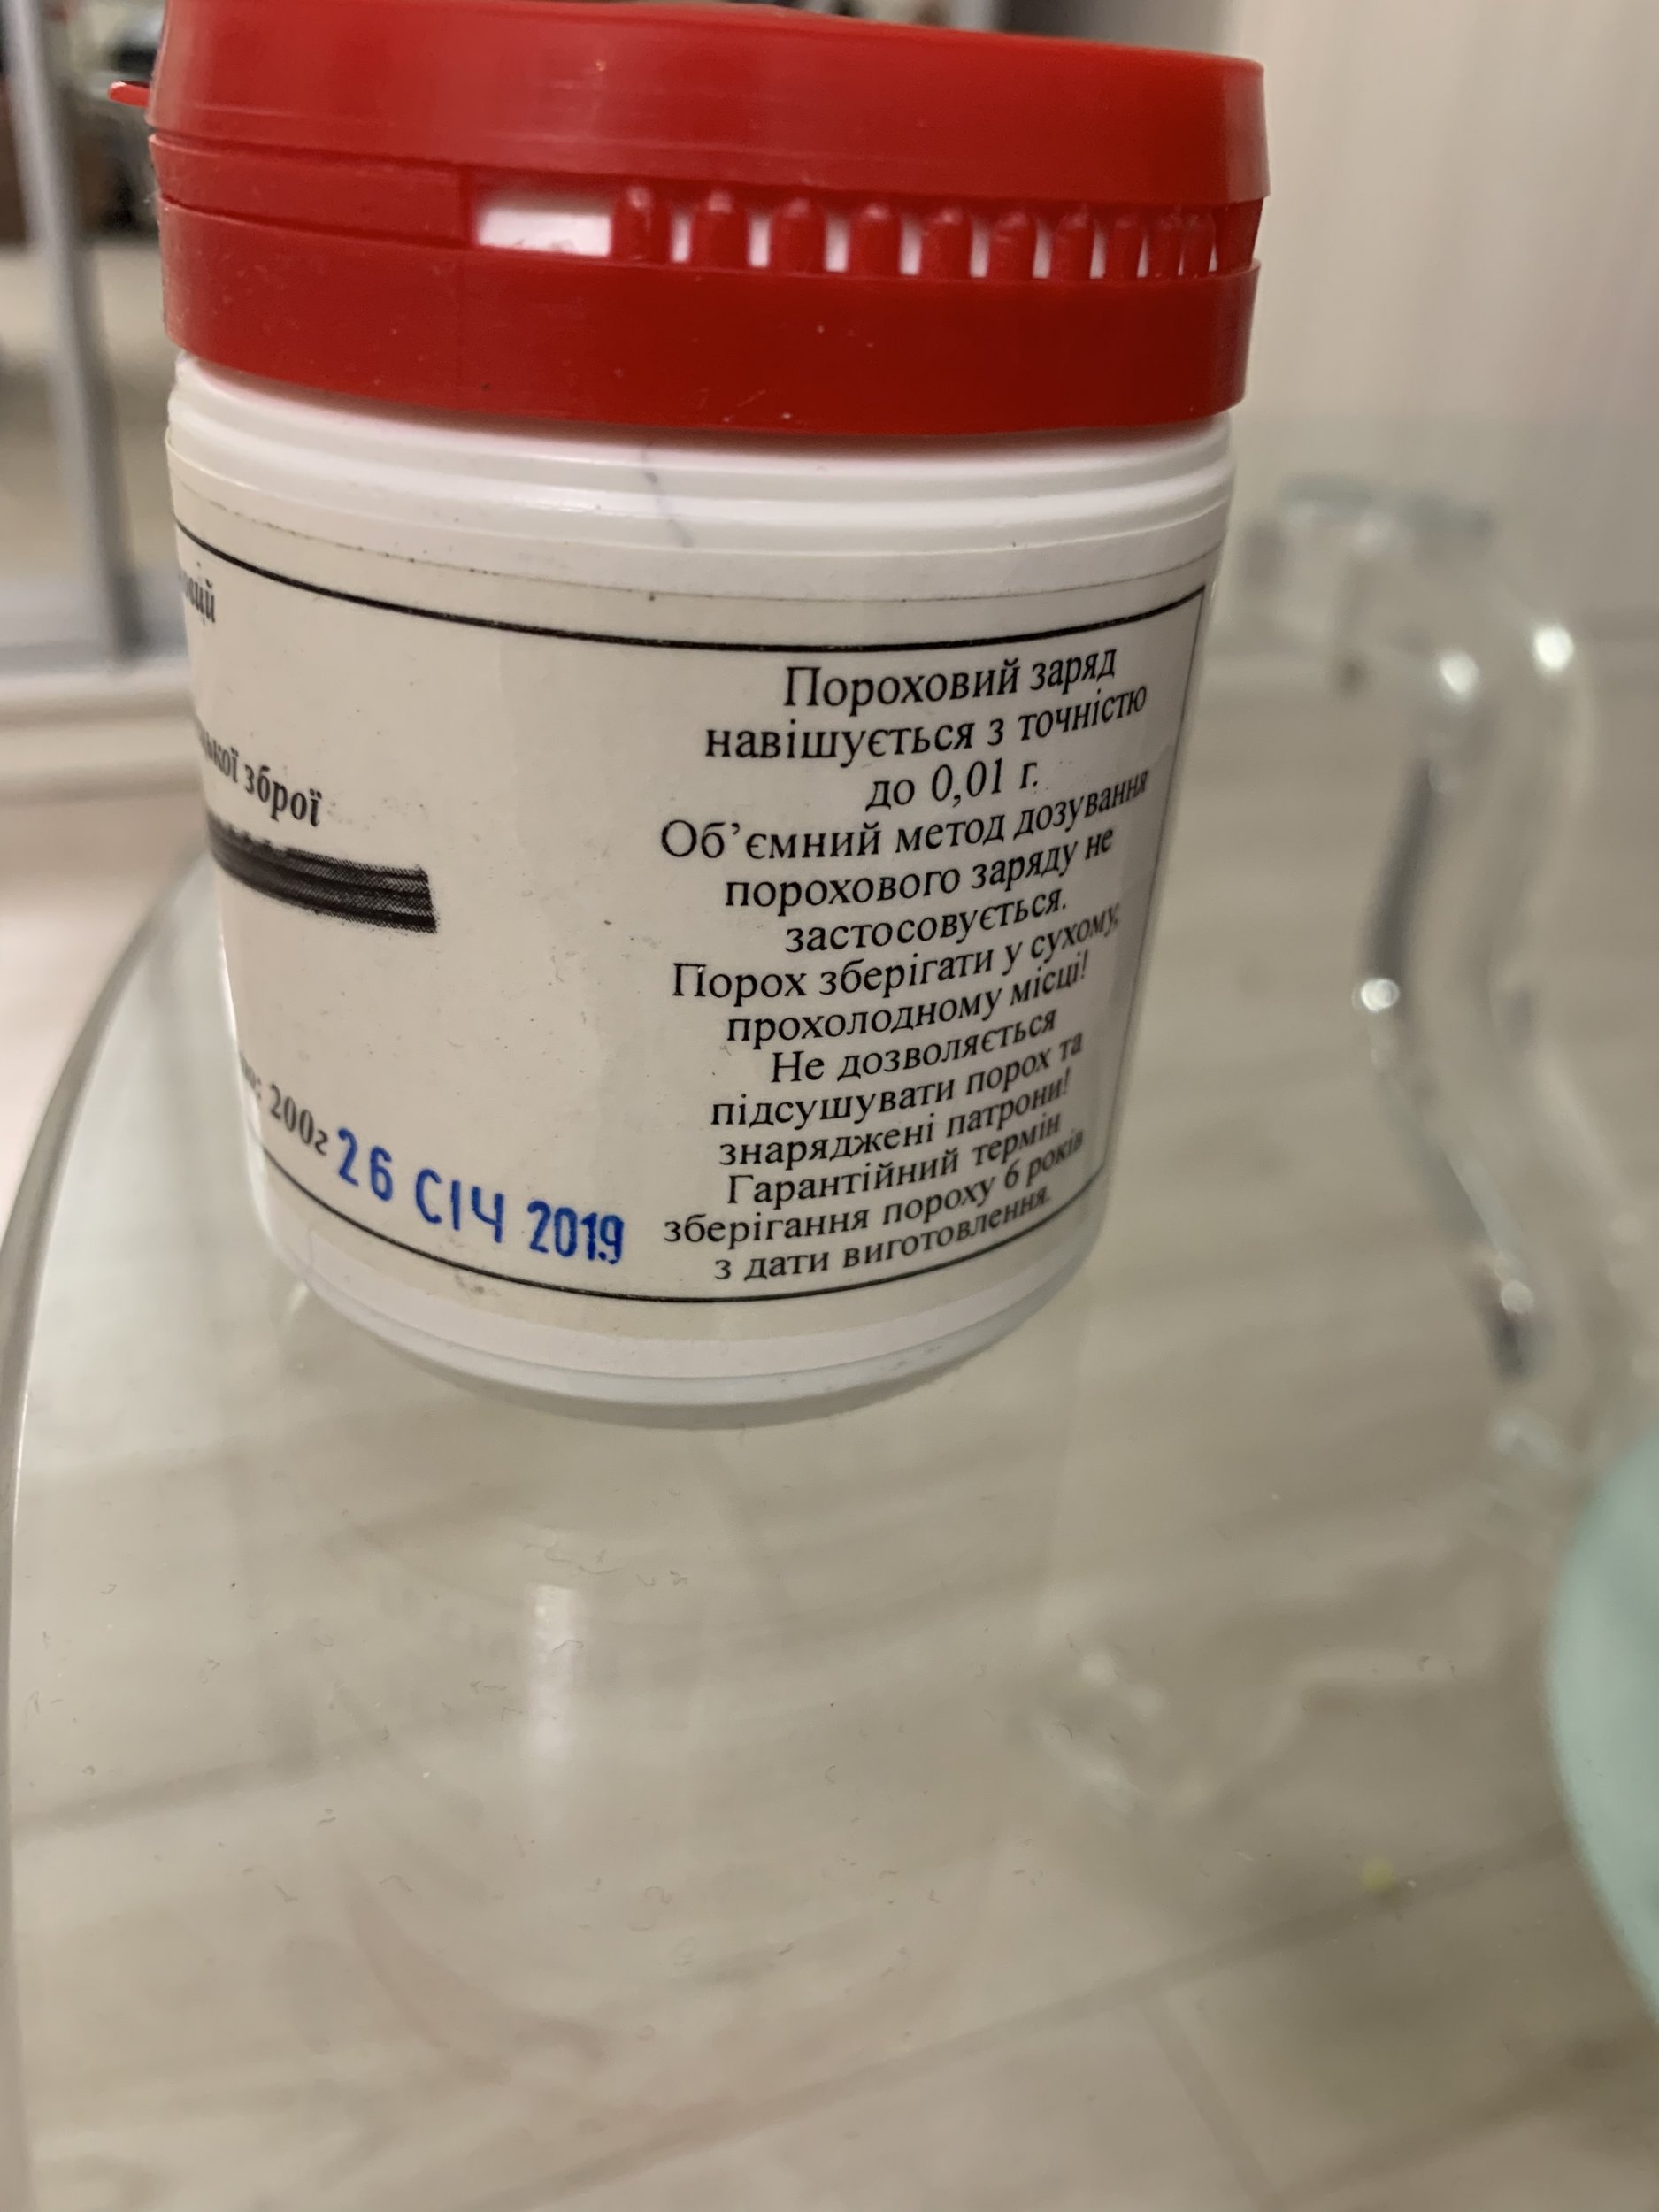 зброї
200г
26 СІЧ 2019
Пороховий заряд
навішується з точністю
до 0,01 г.
Об’ємний метод дозування
порохового заряду не
застосовується.
Порох зберігати у сухому,
прохолодному місці!
Не дозволяється
підсушувати порох та
знаряджені патрони!
Гарантійний термін
зберігання пороху 6 років
з дати виготовлення.